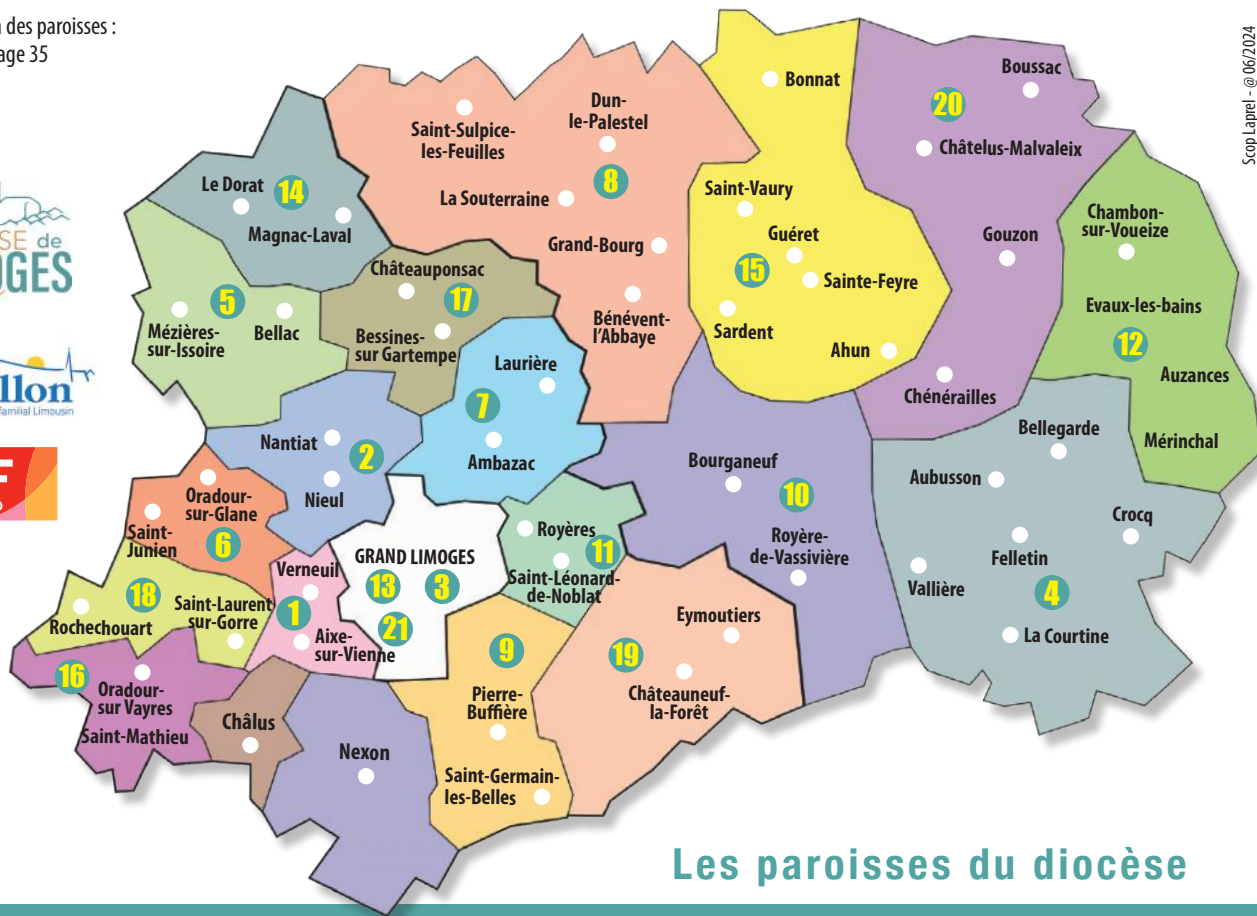 des paroisses :
age 35
SE de
GES
llon
familial Limousin
F
Scop Laprel - @ 06/2024
Bonnat
Boussac
20
Châtelus-Malvaleix
Dun-
le-Palestel
Saint-Sulpice-
les-Feuilles
8
La Souterraine
Grand-Bourg
Bénévent-
l'Abbaye
Le Dorat
14
Magnac-Laval
Saint-Vaury
Guéret
15
Sainte-Feyre
Sardent
Ahun
Gouzon
Chénérailles
Chambon-
sur-Voueize
Evaux-les-bains
12
Auzances
Mérinchal
Châteauponsac
17
Bessines-
sur Gartempe
5
Mézières-
sur-Issoire
Bellac
Laurière
7
Ambazac
Nantiat
2
Nieul
Bourganeuf
10
Royère-
de-Vassivière
Bellegarde
Aubusson
Crocq
Felletin
Vallière
4
La Courtine
Oradour-
sur-Glane
Saint-
Junien
6
Verneuil
1
Aixe-
sur-Vienne
GRAND LIMOGES
13
3
21
Royères
11
Saint-Léonard-
de-Noblat
18
Rochechouart
Saint-Laurent
sur-Gorre
16
Oradour-
sur Vayres
Saint-Mathieu
Châlus
Nexon
9
Pierre-
Buffière
Saint-Germain-
les-Belles
19
Eymoutiers
Châteauneuf-
la-Forêt
Les paroisses du diocèse